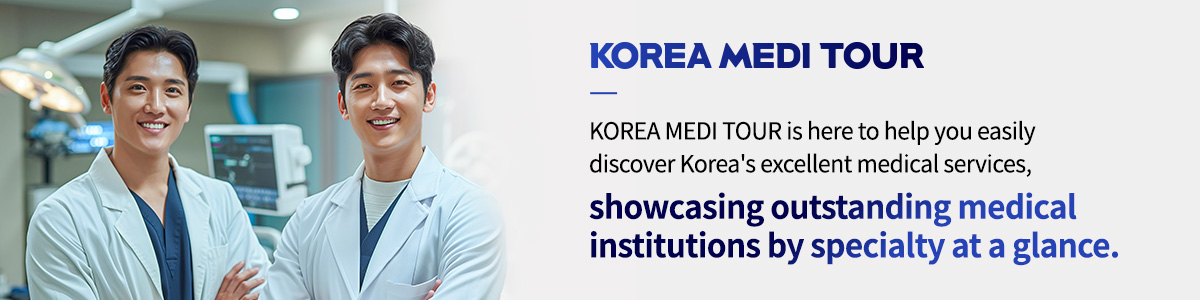 KOREA MEDI TOUR
KOREA MEDI TOUR is here to help you easily
discover Korea's excellent medical services,
showcasing outstanding medical
institutions by specialty at a glance.